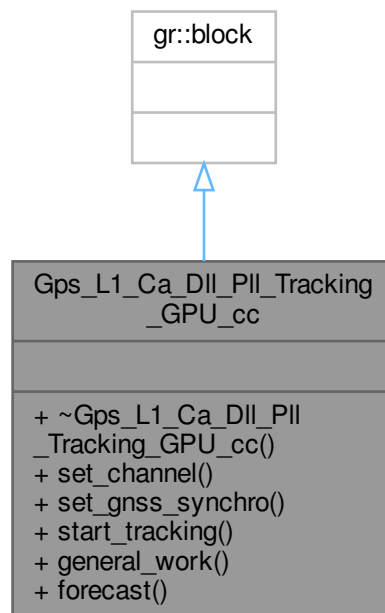 gr::block
Gps_L1_Ca_Dll_Pll_Tracking
_GPU_cc
+ ~Gps_L1_Ca_Dll_Pll
_Tracking_GPU_cc()
+ set_channel()
+ set_gnss_synchro()
+ start_tracking()
+ general_work()
+ forecast()